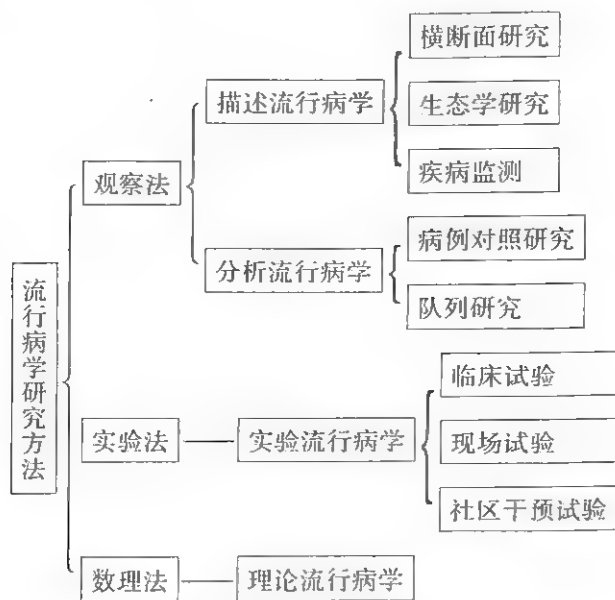 流行病学研究方法
观察法
描述流行病学
横断面研究
生态学研究
疾病监测
分析流行病学
病例对照研究
队列研究
实验法
实验流行病学
临床试验
现场试验
社区干预试验
数理法
理论流行病学